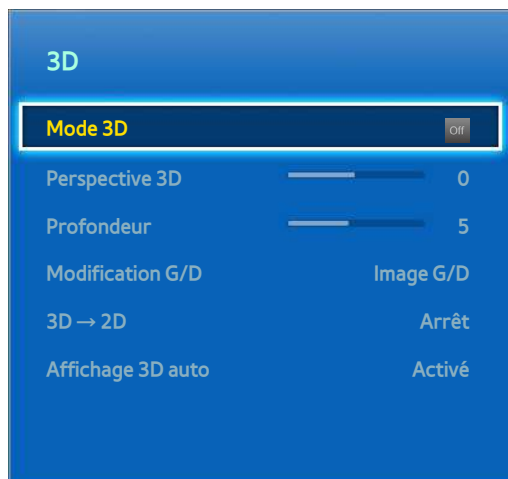 3D
Mode 3D Off
Perspective 3D 0
Profondeur 5
Modification G/D Image G/D
3D → 2D Arrêt
Affichage 3D auto Activé